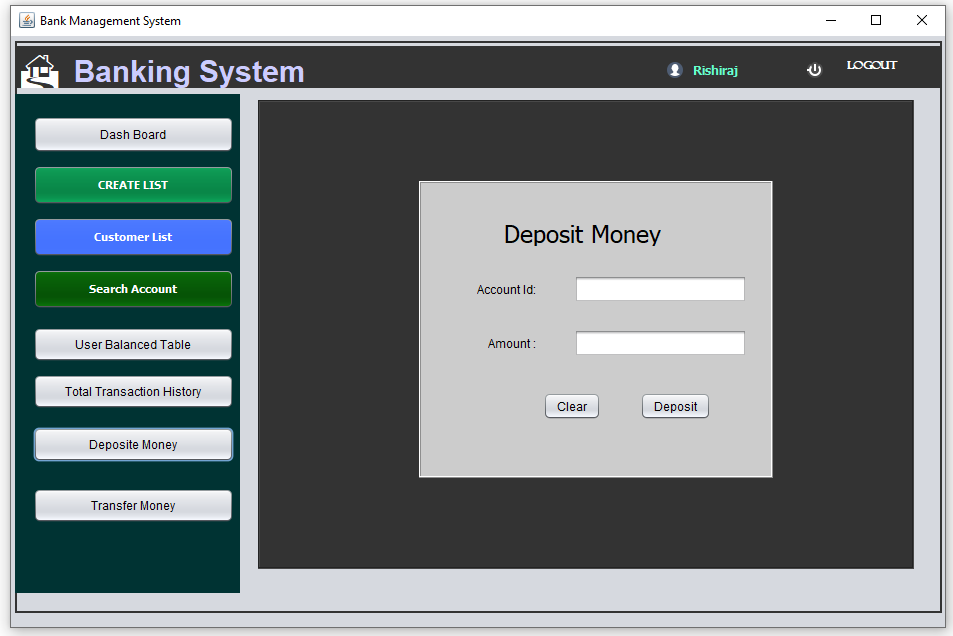 Bank Management System
Banking System
Rishiraj
LOGOUT
Dash Board
CREATE LIST
Customer List
Search Account
User Balanced Table
Total Transaction History
Deposite Money
Transfer Money
Deposit Money
Account Id:
Amount :
Clear Deposit